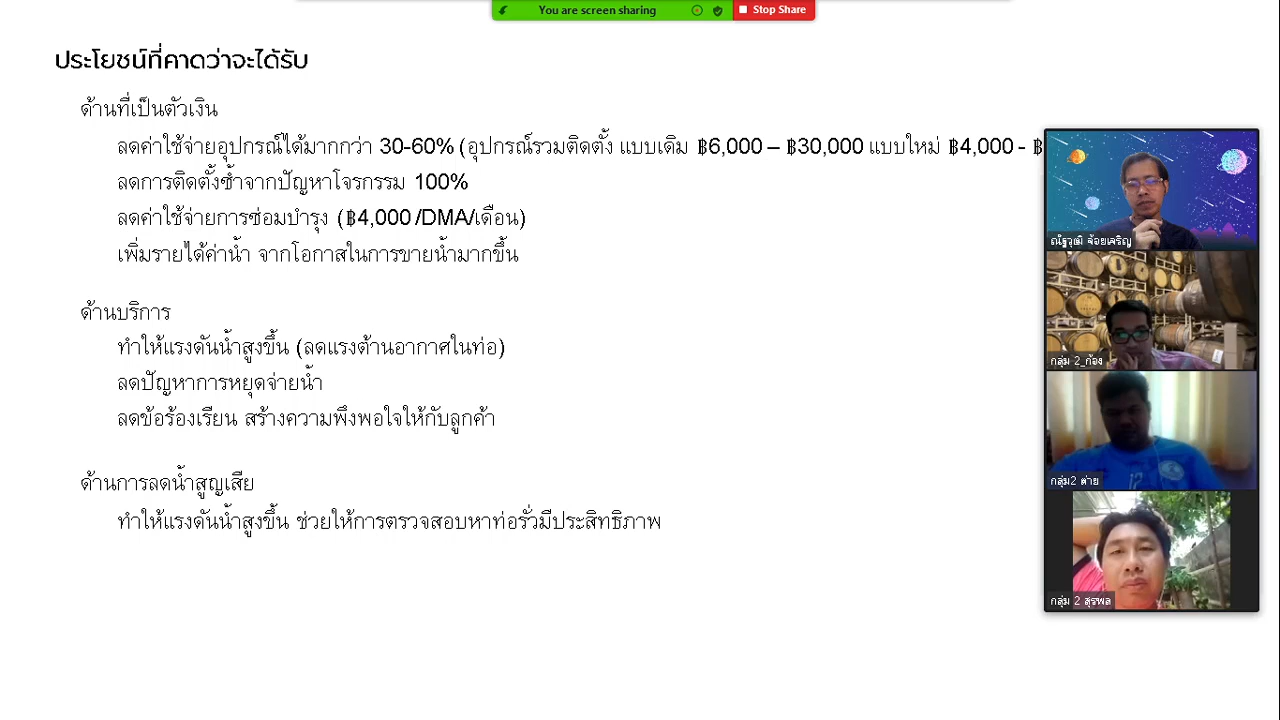 You are screen sharing
Stop Share
ประโยชน์ที่คาดว่าจะได้รับ
ด้านที่เป็นตัวเงิน
ลดค่าใช้จ่ายอุปกรณ์ได้มากกว่า 30-60% (อุปกรณ์รวมติดตั้ง แบบเดิม ฿6,000 – ฿30,000 แบบใหม่ ฿4,000 - ฿
ลดการติดตั้งซ้ำจากปัญหาโจรกรรม 100%
ลดค่าใช้จ่ายการซ่อมบำรุง (฿4,000 /DMA/เดือน)
เพิ่มรายได้ค่าน้ำ จากโอกาสในการขายน้ำมากขึ้น
ด้านบริการ
ทำให้แรงดันน้ำสูงขึ้น (ลดแรงต้านอากาศในท่อ)
ลดปัญหาการหยุดจ่ายน้ำ
ลดข้อร้องเรียน สร้างความพึงพอใจให้กับลูกค้า
ด้านการลดน้ำสูญเสีย
ทำให้แรงดันน้ำสูงขึ้น ช่วยให้การตรวจสอบหาท่อรั่วมีประสิทธิภาพ
ณัฐวุฒิ จ้อยเจริญ
กลุ่ม 2_ก้อง
กลุ่ม2 ต่าย
กลุ่ม 2 สุรพล